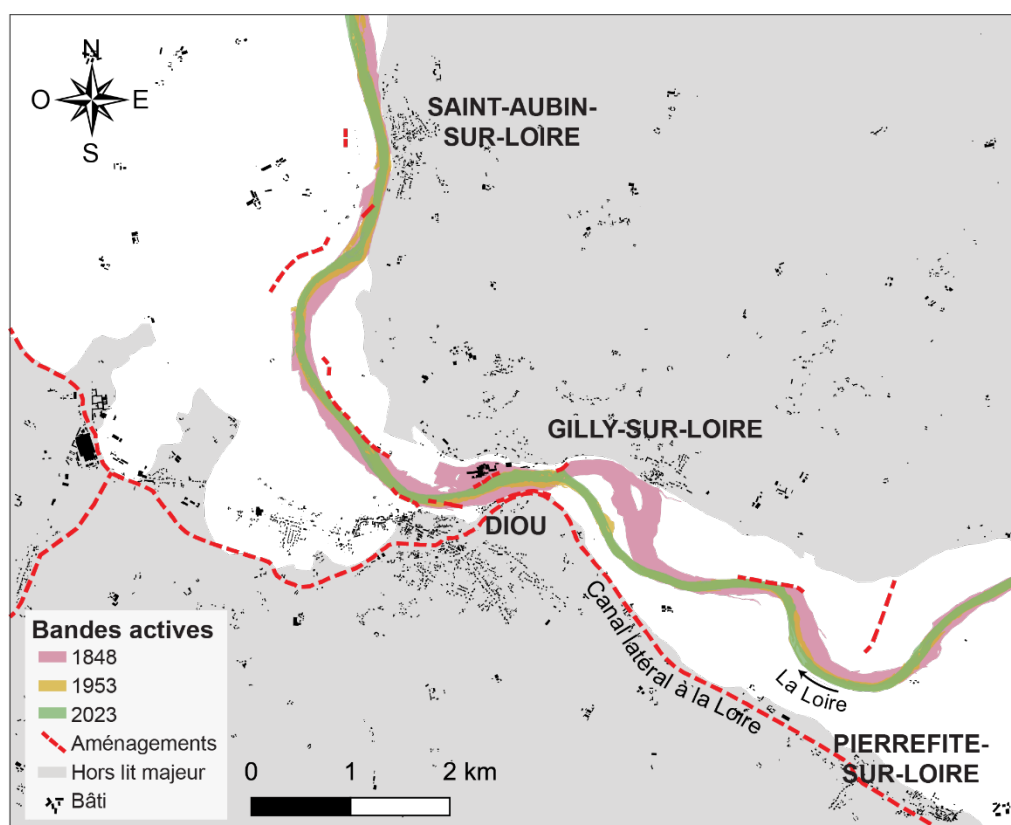 N
O
E
S
SAINT-AUBIN-
SUR-LOIRE
GILLY-SUR-LOIRE
DIOU
Canal latéral à la Loire
La Loire
PIERREFITE-
SUR-LOIRE
Bandes actives
1848
1953
2023
Aménagements
Hors lit majeur
Bâti
0 1 2 km